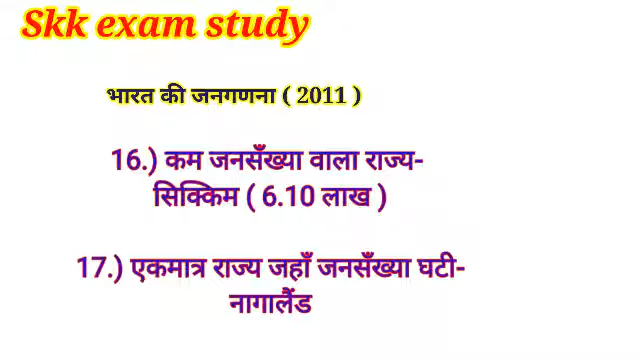 Skk exam study
भारत की जनगणना ( 2011 )
16.) कम जनसँख्या वाला राज्य-
सिक्किम ( 6.10 लाख )
17.) एकमात्र राज्य जहाँ जनसँख्या घटी-
नागालैंड